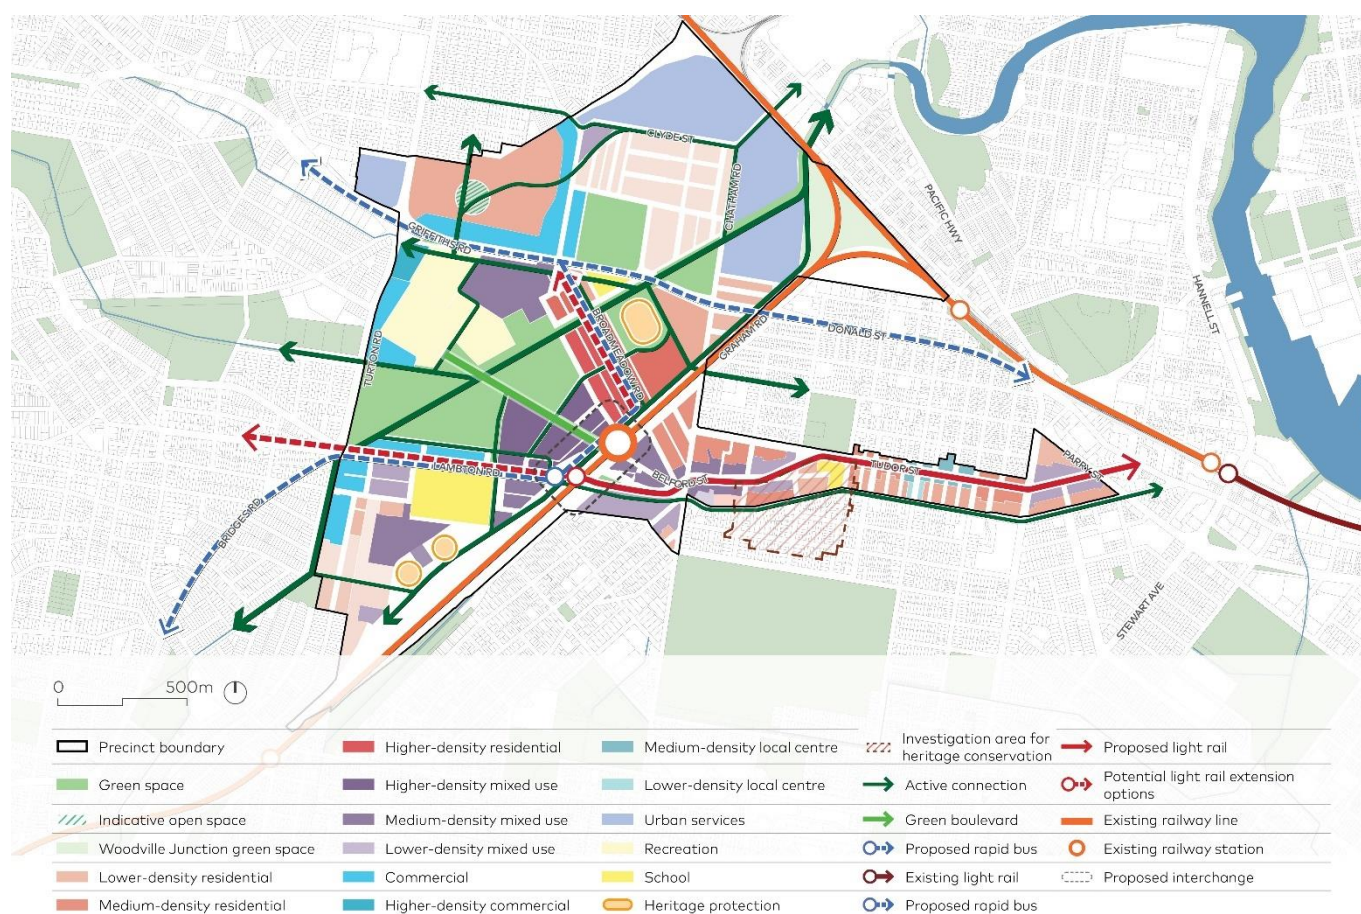 CLYDE ST
CHATHAM RD
PACIFIC HWY
GRIFFITHS RD
HANNELL ST
BROADMEADOW RD
GRAHAM RD
DONALD ST
TURTON RD
LAMBTON RD
BELFORD ST
TUDOR ST
PARRY ST
BRIDGES RD
STEWART AVE
0 500m
Precinct boundary
Higher-density residential
Medium-density local centre
Investigation area for
heritage conservation
Proposed light rail
Green space
Higher-density mixed use
Lower-density local centre
Active connection
Potential light rail extension
options
Indicative open space
Medium-density mixed use
Urban services
Green boulevard
Existing railway line
Woodville Junction green space
Lower-density mixed use
Recreation
Proposed rapid bus
Existing railway station
Lower-density residential
Commercial
School
Existing light rail
Proposed interchange
Medium-density residential
Higher-density commercial
Heritage protection
Proposed rapid bus